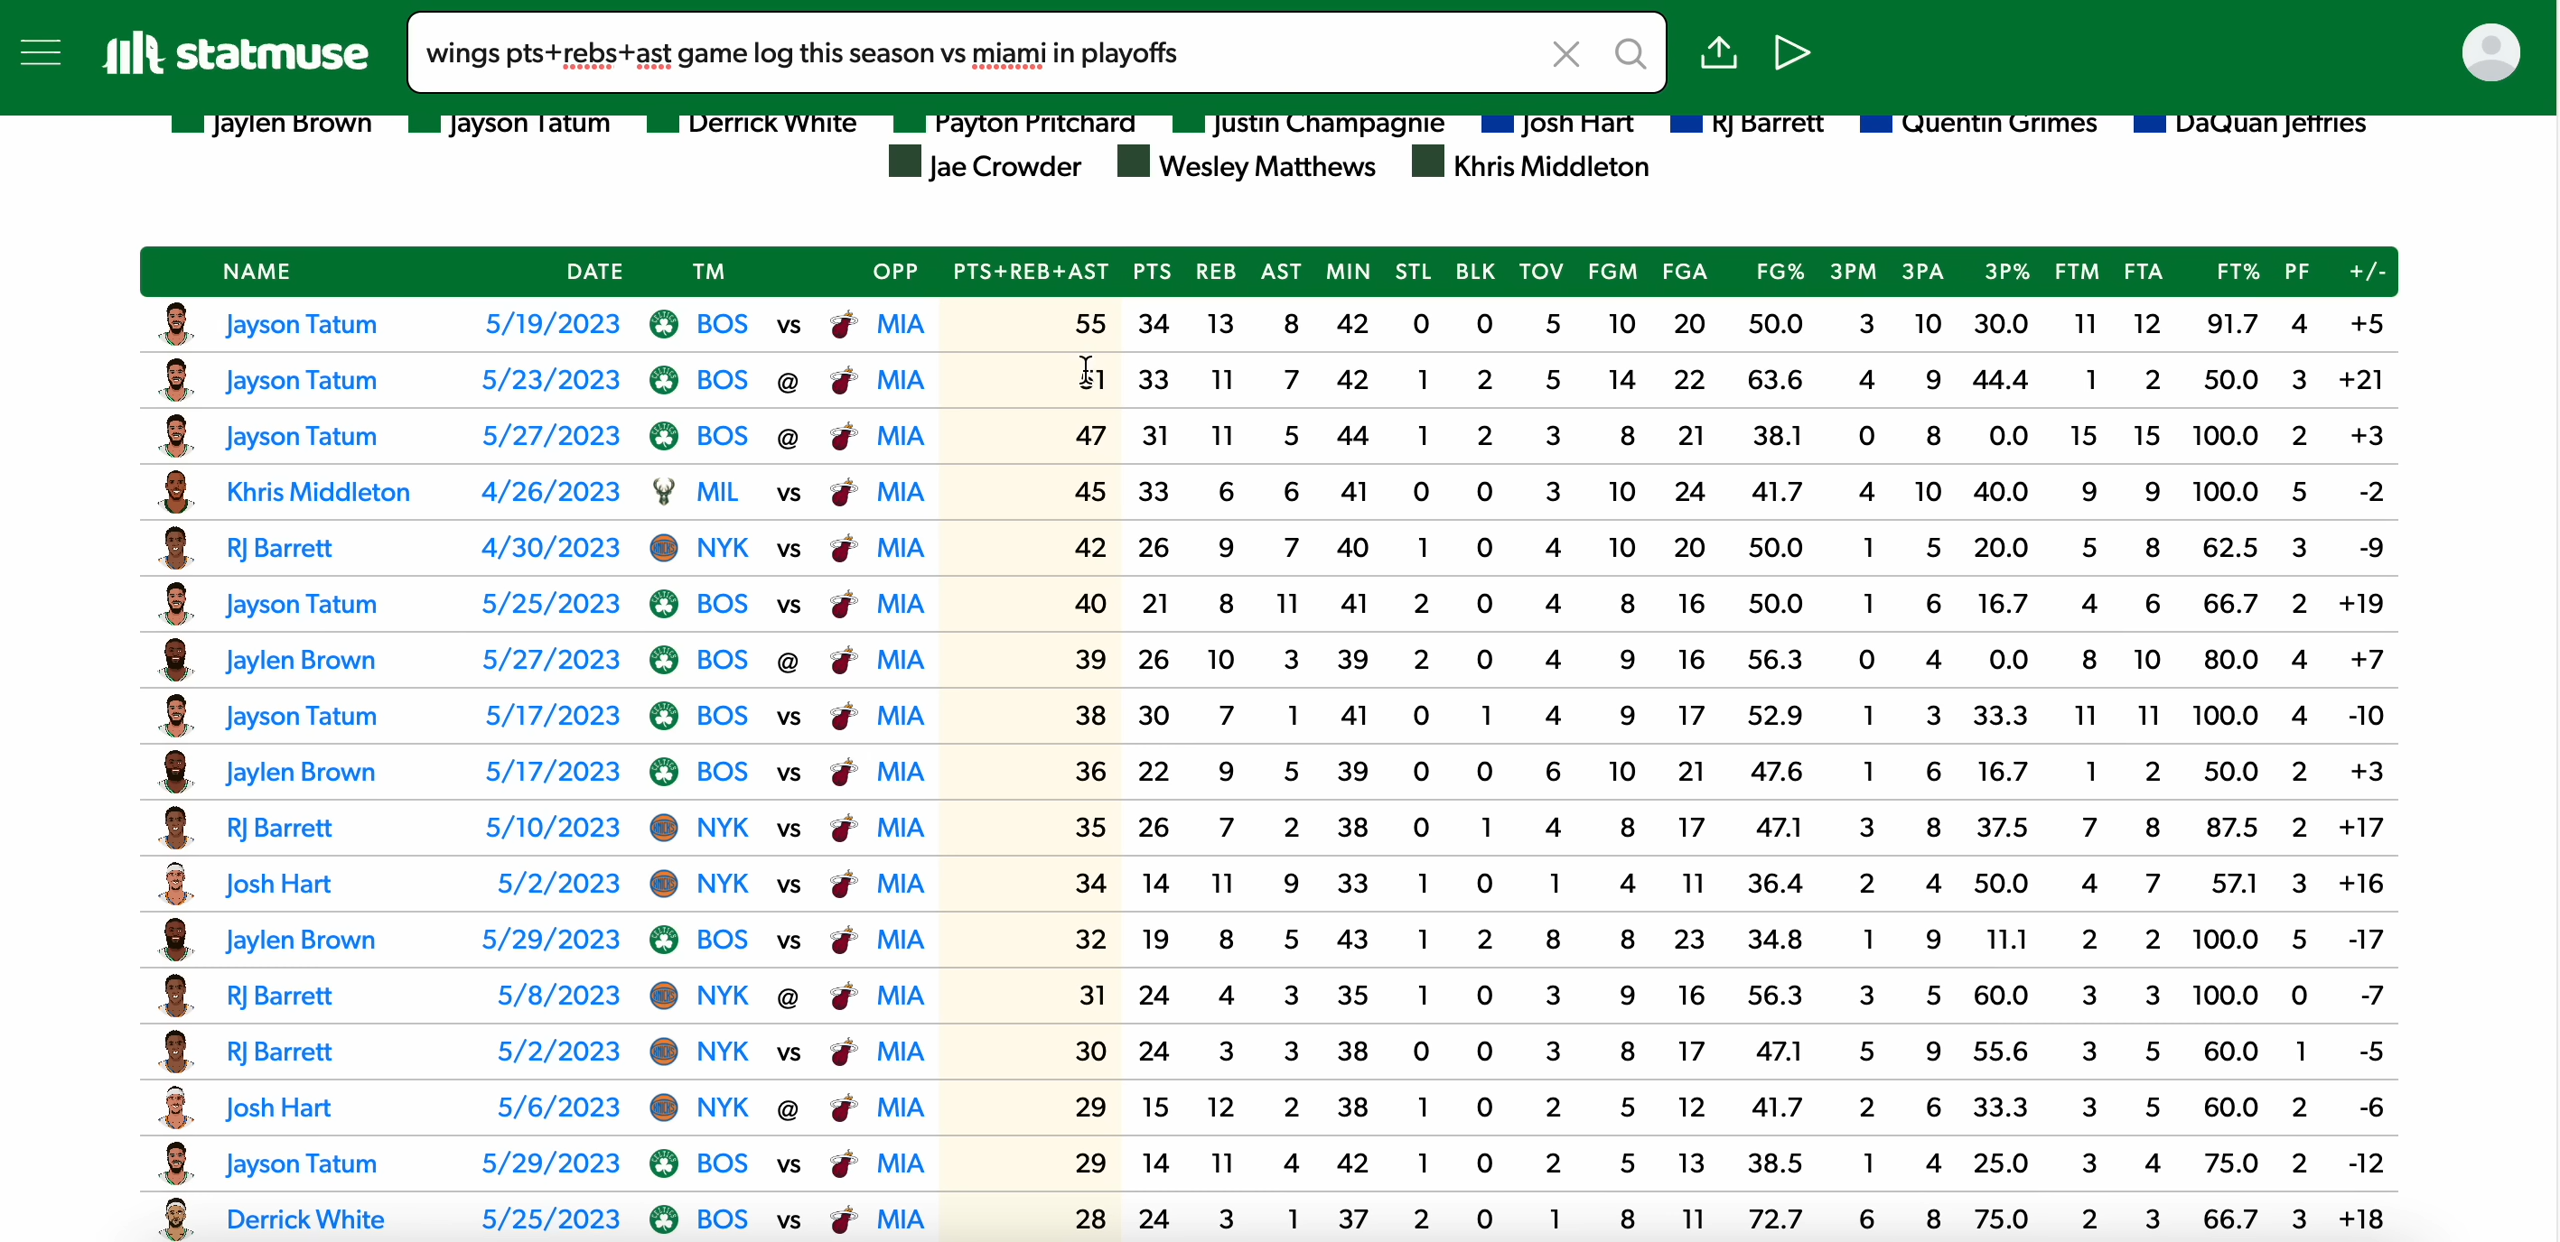 statmuse
wings pts+rebs+ast game log this season vs miami in playoffs
Jaylen Brown Jayson Tatum Derrick White Payton Pritchard Justin Champagnie Josh Hart RJ Barrett Quentin Grimes DaQuan Jeffries
Jae Crowder Wesley Matthews Khris Middleton
NAME DATE TM OPP PTS+REB+AST PTS REB AST MIN STL BLK TOV FGM FGA FG% 3PM 3PA 3P% FTM FTA FT% PF +/-
Jayson Tatum 5/19/2023 BOS vs MIA 55 34 13 8 42 0 0 5 10 20 50.0 3 10 30.0 11 12 91.7 4 +5
Jayson Tatum 5/23/2023 BOS @ MIA 51 33 11 7 42 1 2 5 14 22 63.6 4 9 44.4 1 2 50.0 3 +21
Jayson Tatum 5/27/2023 BOS @ MIA 47 31 11 5 44 1 2 3 8 21 38.1 0 8 0.0 15 15 100.0 2 +3
Khris Middleton 4/26/2023 MIL vs MIA 45 33 6 6 41 0 0 3 10 24 41.7 4 10 40.0 9 9 100.0 5 -2
RJ Barrett 4/30/2023 NYK vs MIA 42 26 9 7 40 1 0 4 10 20 50.0 1 5 20.0 5 8 62.5 3 -9
Jayson Tatum 5/25/2023 BOS vs MIA 40 21 8 11 41 2 0 4 8 16 50.0 1 6 16.7 4 6 66.7 2 +19
Jaylen Brown 5/27/2023 BOS @ MIA 39 26 10 3 39 2 0 4 9 16 56.3 0 4 0.0 8 10 80.0 4 +7
Jayson Tatum 5/17/2023 BOS vs MIA 38 30 7 1 41 0 1 4 9 17 52.9 1 3 33.3 11 11 100.0 4 -10
Jaylen Brown 5/17/2023 BOS vs MIA 36 22 9 5 39 0 0 6 10 21 47.6 1 6 16.7 1 2 50.0 2 +3
RJ Barrett 5/10/2023 NYK vs MIA 35 26 7 2 38 0 1 4 8 17 47.1 3 8 37.5 7 8 87.5 2 +17
Josh Hart 5/2/2023 NYK vs MIA 34 14 11 9 33 1 0 1 4 11 36.4 2 4 50.0 4 7 57.1 3 +16
Jaylen Brown 5/29/2023 BOS vs MIA 32 19 8 5 43 1 2 8 8 23 34.8 1 9 11.1 2 2 100.0 5 -17
RJ Barrett 5/8/2023 NYK @ MIA 31 24 4 3 35 1 0 3 9 16 56.3 3 5 60.0 3 3 100.0 0 -7
RJ Barrett 5/2/2023 NYK vs MIA 30 24 3 3 38 0 0 3 8 17 47.1 5 9 55.6 3 5 60.0 1 -5
Josh Hart 5/6/2023 NYK @ MIA 29 15 12 2 38 1 0 2 5 12 41.7 2 6 33.3 3 5 60.0 2 -6
Jayson Tatum 5/29/2023 BOS vs MIA 29 14 11 4 42 1 0 2 5 13 38.5 1 4 25.0 3 4 75.0 2 -12
Derrick White 5/25/2023 BOS vs MIA 28 24 3 1 37 2 0 1 8 11 72.7 6 8 75.0 2 3 66.7 3 +18